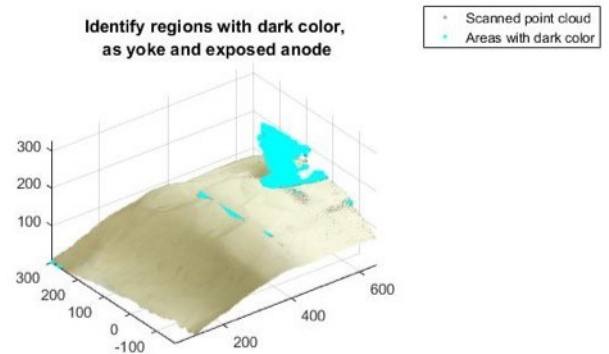 Identify regions with dark color,
as yoke and exposed anode
Scanned point cloud
Areas with dark color
300
200
100
300
200
100
0
-100
200
400
600